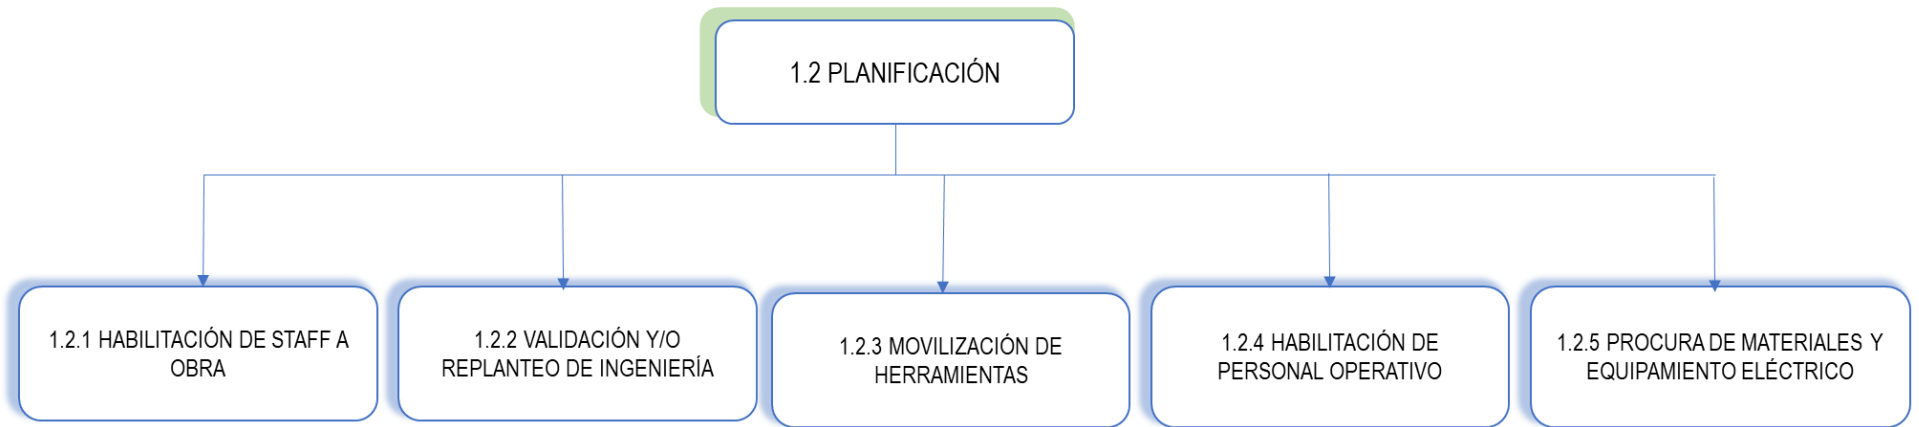 1.2 PLANIFICACIÓN
1.2.1 HABILITACIÓN DE STAFF A
OBRA
1.2.2 VALIDACIÓN Y/O
REPLANTEO DE INGENIERÍA
1.2.3 MOVILIZACIÓN DE
HERRAMIENTAS
1.2.4 HABILITACIÓN DE
PERSONAL OPERATIVO
1.2.5 PROCURA DE MATERIALES Y
EQUIPAMIENTO ELÉCTRICO